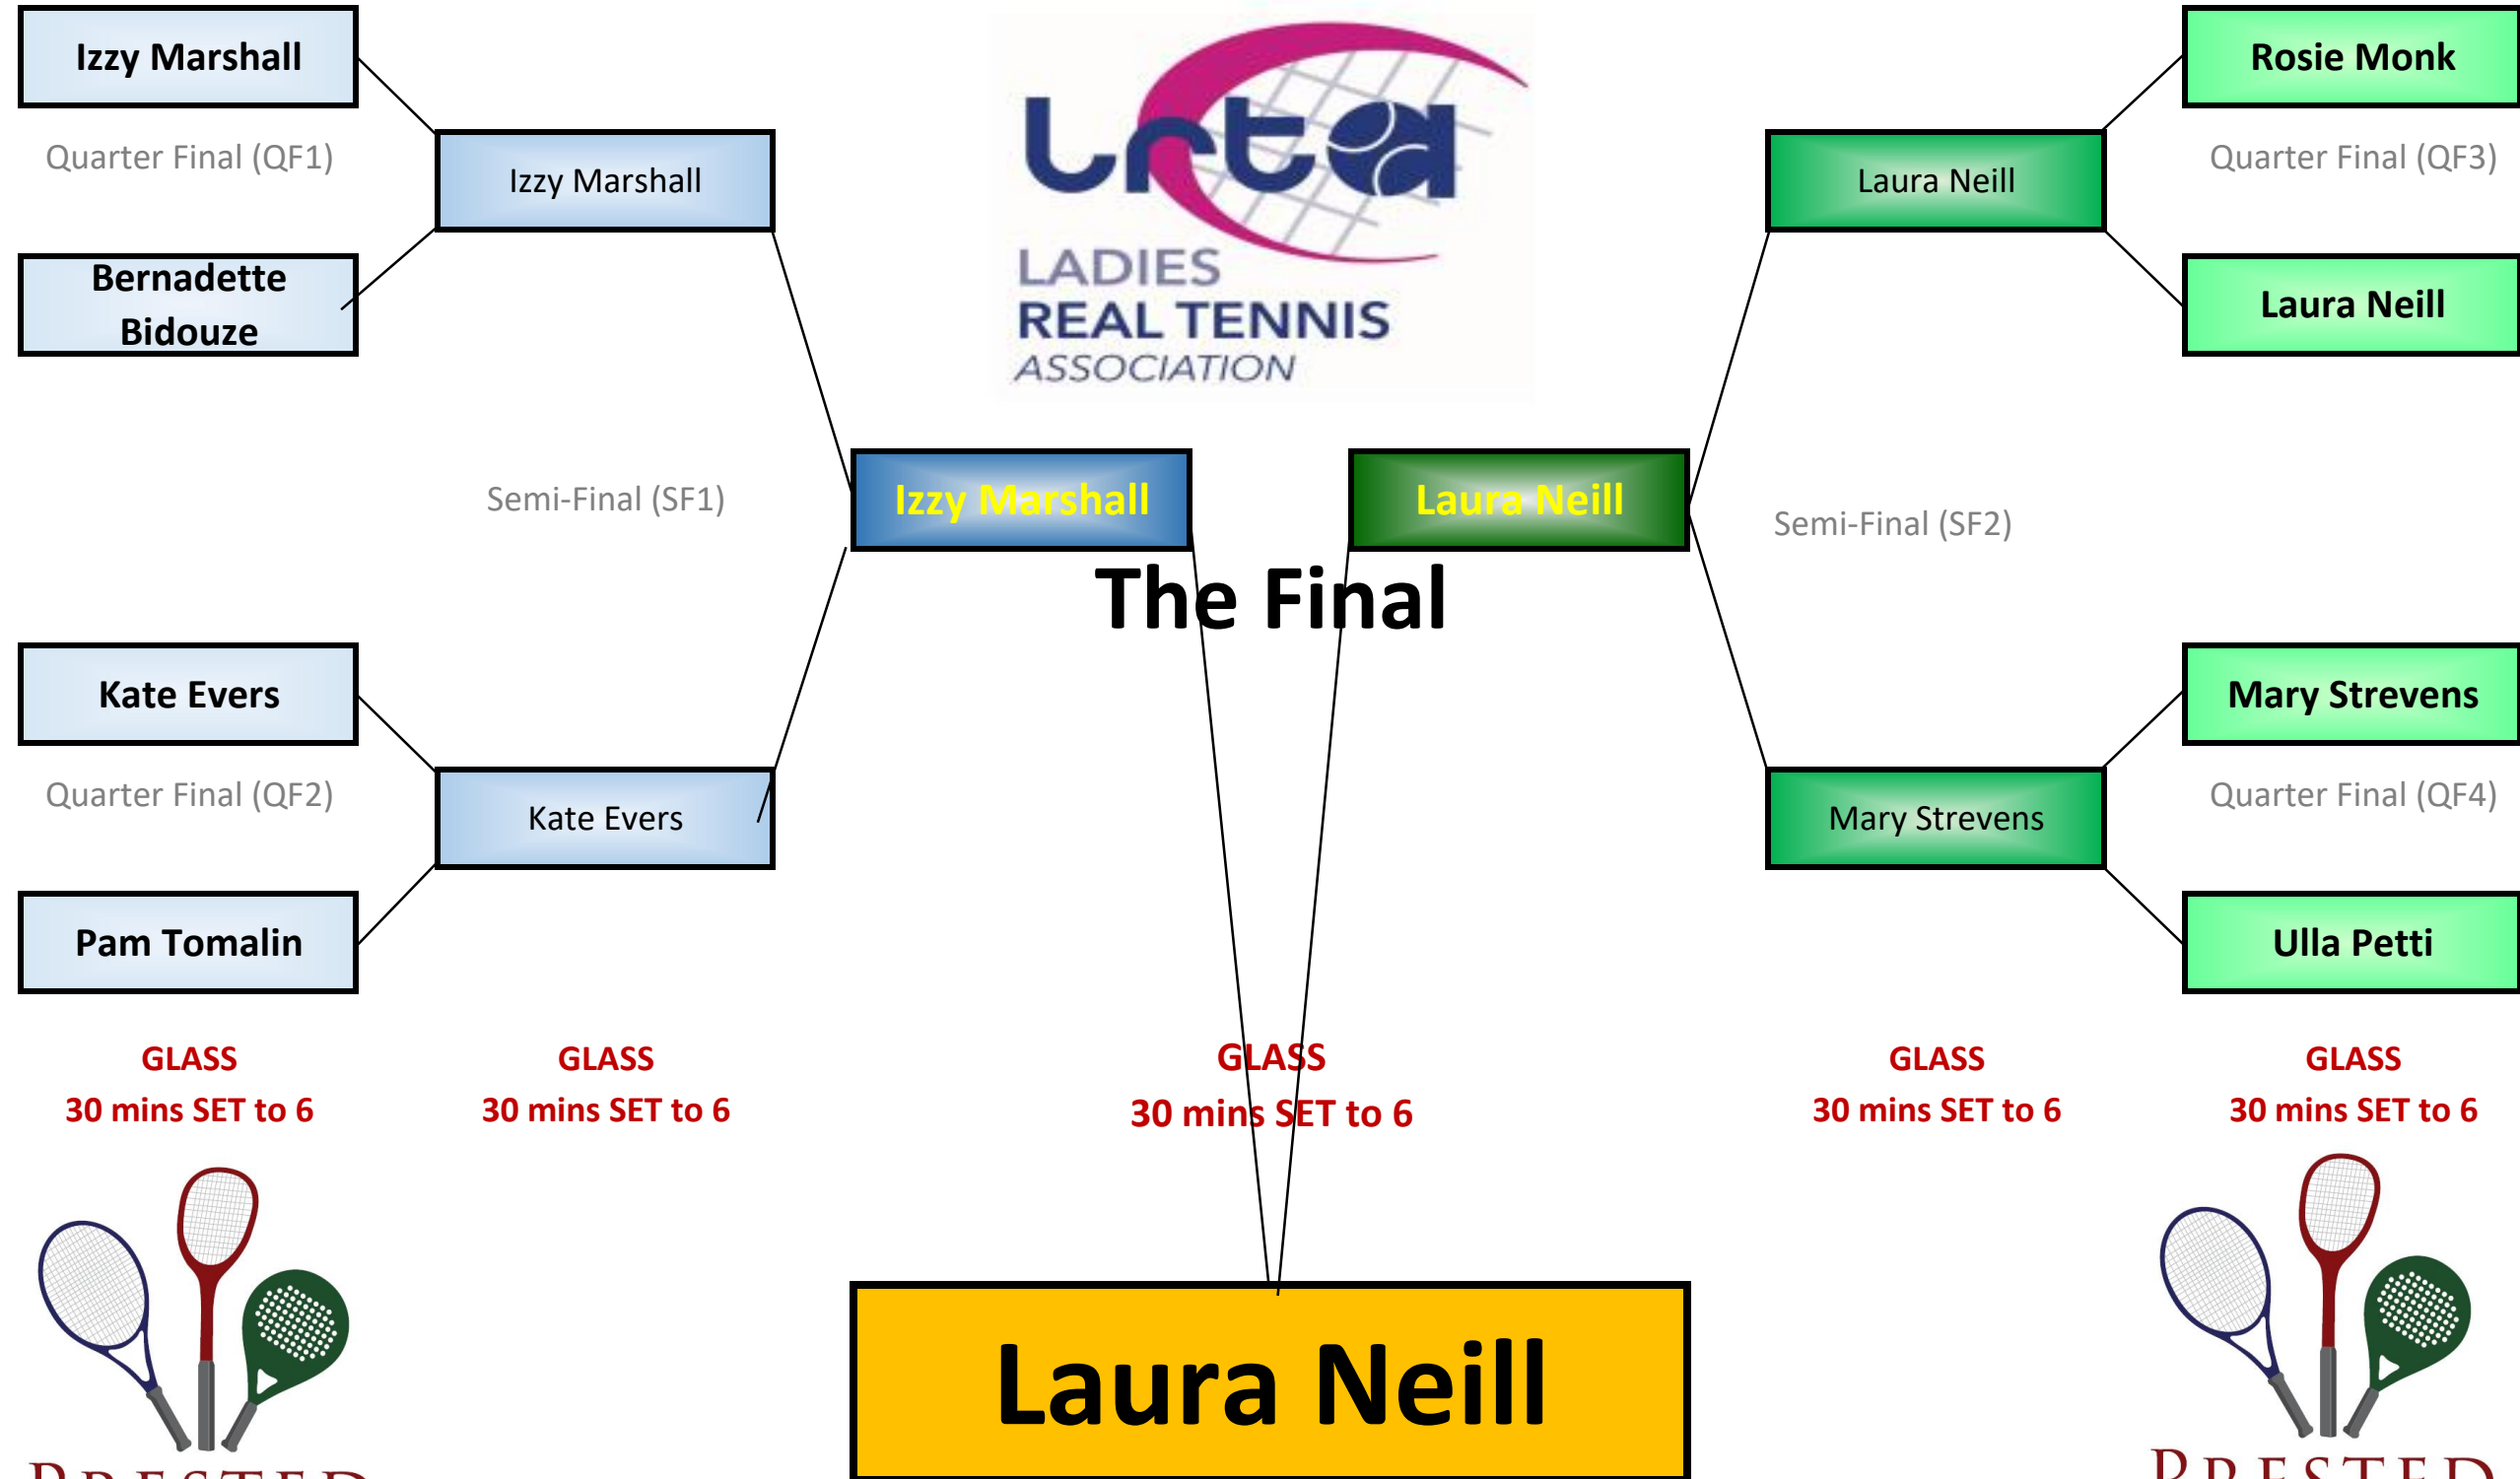 Izzy Marshall
Quarter Final (QF1)
Bernadette
Bidouze
Izzy Marshall
Semi-Final (SF1)
Kate Evers
Quarter Final (QF2)
Pam Tomalin
Kate Evers
lrta
LADIES
REAL TENNIS
ASSOCIATION
Izzy Marshall
Laura Neill
The Final
Rosie Monk
Quarter Final (QF3)
Laura Neill
Laura Neill
Semi-Final (SF2)
Mary Strevens
Quarter Final (QF4)
Ulla Petti
Mary Strevens
GLASS
30 mins SET to 6
GLASS
30 mins SET to 6
GLASS
30 mins SET to 6
GLASS
30 mins SET to 6
GLASS
30 mins SET to 6
Laura Neill
PRESTED
PRESTED